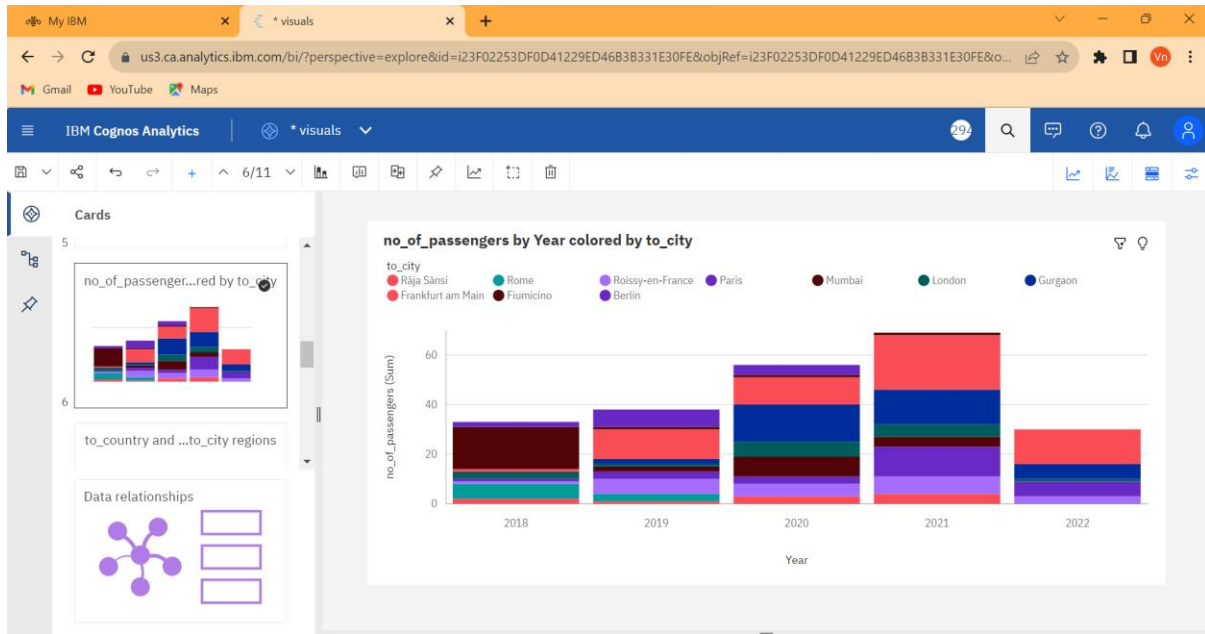 My IBM
* visuals
us3.ca.analytics.ibm.com/bi/?perspective=explore&id=i23F02253DF0D41229ED46B3B331E30FE&objRef=i23F02253DF0D41229ED46B3B331E30FE&o...
Vn
Gmail YouTube Maps
IBM Cognos Analytics * visuals
294
6/11
Cards
5
no_of_passenger...red by to_city
6
to_country and ...to_city regions
Data relationships
no_of_passengers by Year colored by to_city
to_city
Rāja Sānsi Rome Roissy-en-France Paris Mumbai London Gurgaon
Frankfurt am Main Fiumicino Berlin
no_of_passengers (Sum)
60
40
20
0
2018 2019 2020 2021 2022
Year